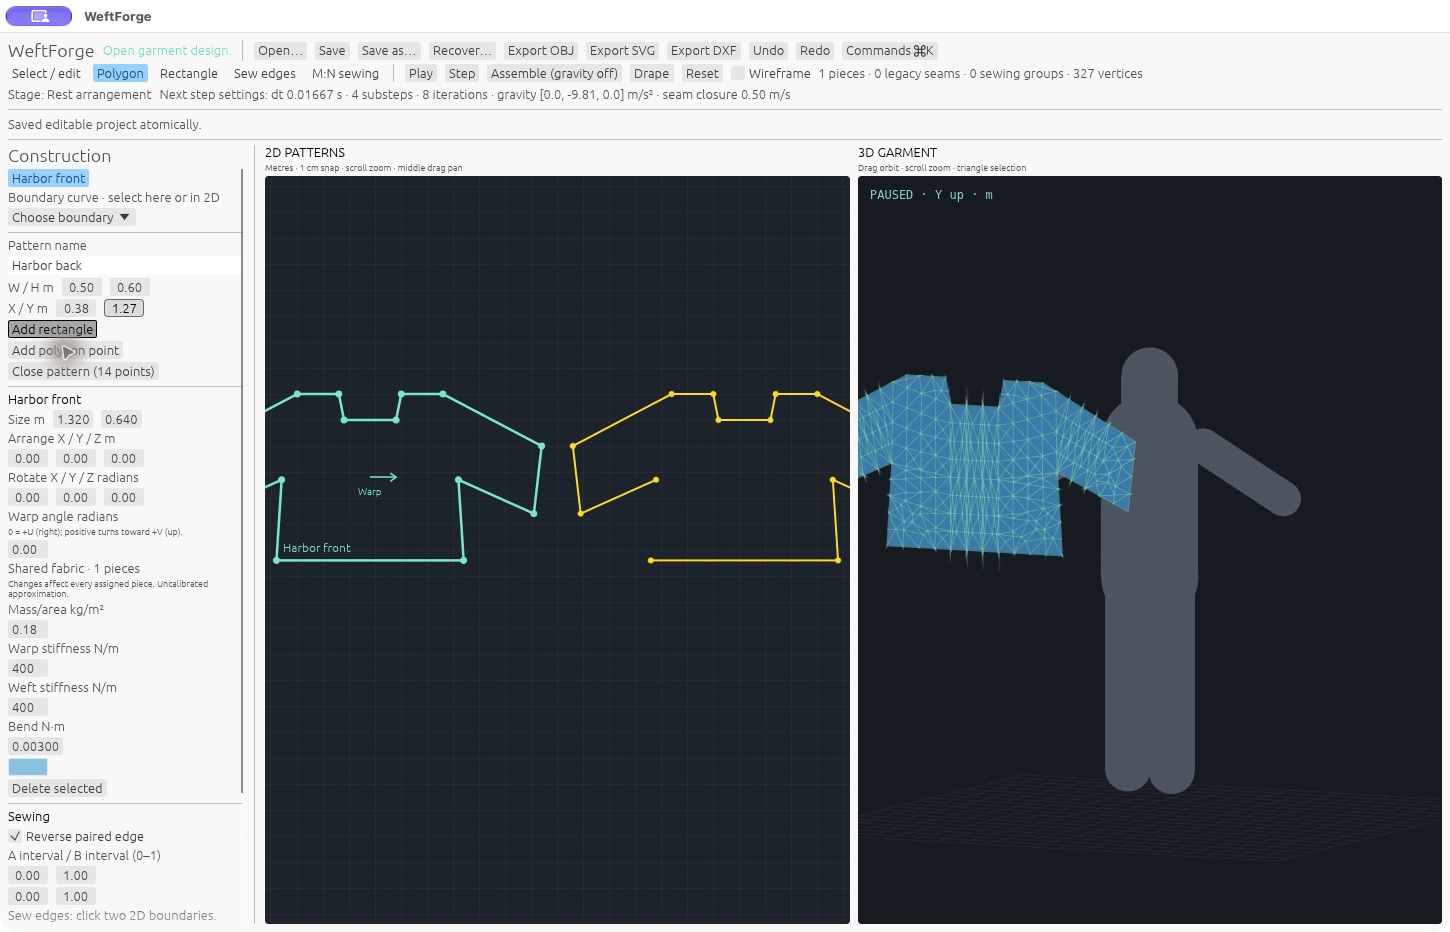 WeftForge
WeftForge Open garment design. Open... Save Save as... Recover... Export OBJ Export SVG Export DXF Undo Redo Commands ⌘K
Select / edit Polygon Rectangle Sew edges M:N sewing Play Step Assemble (gravity off) Drape Reset Wireframe 1 pieces · 0 legacy seams · 0 sewing groups · 327 vertices
Stage: Rest arrangement Next step settings: dt 0.01667 s · 4 substeps · 8 iterations · gravity [0.0, -9.81, 0.0] m/s² · seam closure 0.50 m/s
Saved editable project atomically.
Construction
Harbor front
Boundary curve · select here or in 2D
Choose boundary
Pattern name
Harbor back
W / H m 0.50 0.60
X / Y m 0.38 1.27
Add rectangle
Add polygon point
Close pattern (14 points)
Harbor front
Size m 1.320 0.640
Arrange X / Y / Z m
0.00 0.00 0.00
Rotate X / Y / Z radians
0.00 0.00 0.00
Warp angle radians
0 = +U (right); positive turns toward +V (up).
0.00
Shared fabric · 1 pieces
Changes affect every assigned piece. Uncalibrated
approximation.
Mass/area kg/m²
0.18
Warp stiffness N/m
400
Weft stiffness N/m
400
Bend N·m
0.00300
Delete selected
Sewing
Reverse paired edge
A interval / B interval (0–1)
0.00 1.00
0.00 1.00
Sew edges: click two 2D boundaries.
2D PATTERNS
Metres · 1 cm snap · scroll zoom · middle drag pan
Warp
Harbor front
3D GARMENT
Drag orbit · scroll zoom · triangle selection
PAUSED · Y up · m